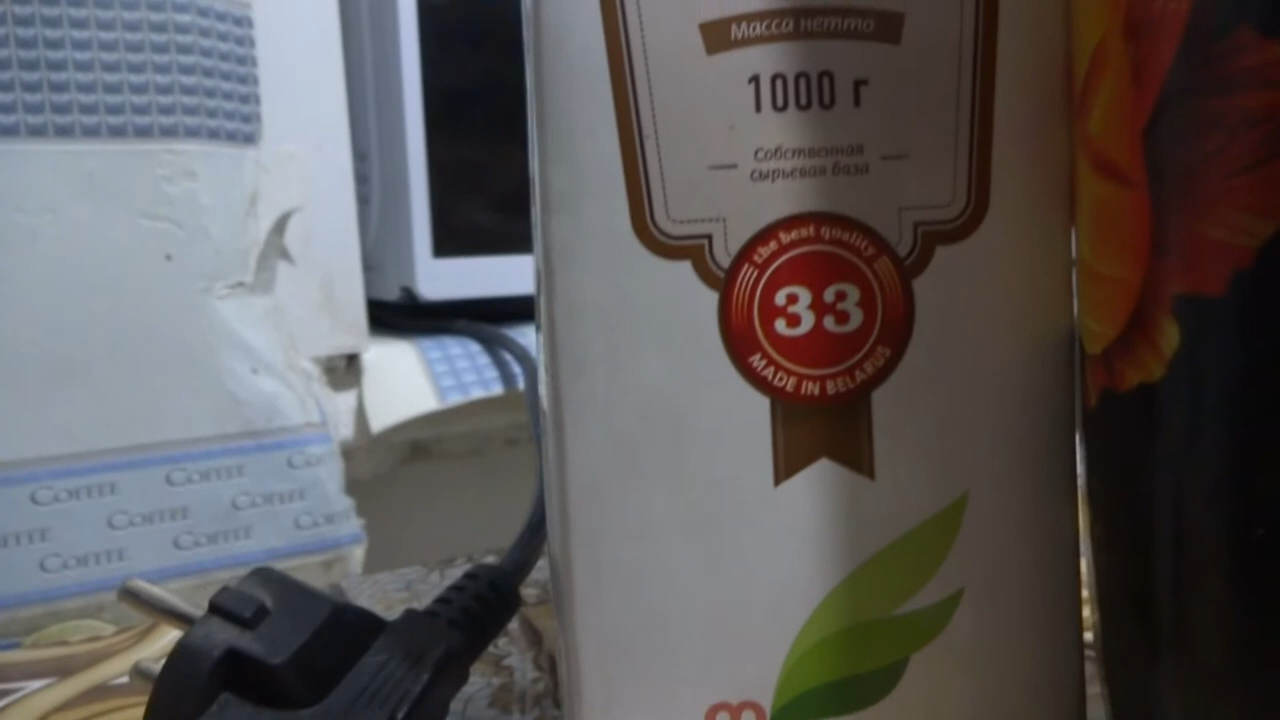 Масса нетто
1000 г
Собственная
сырьевая база
the best quality
33
MADE IN BELARUS
COFFEE COFFEE
COFFEE COFFEE
COFFEE COFFEE